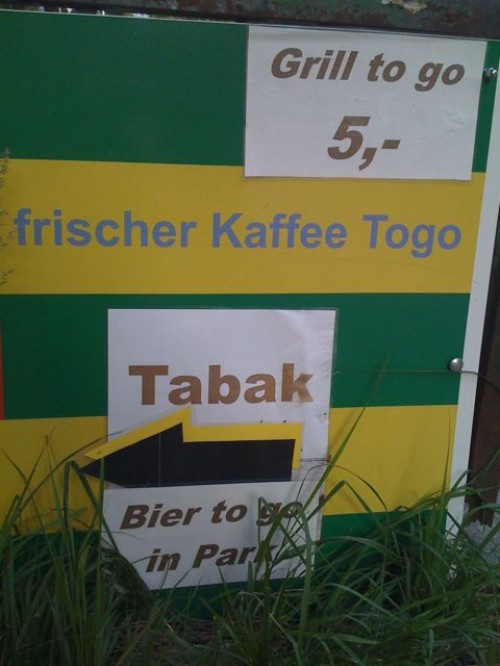 Grill to go
5,-
frischer Kaffee Togo
Tabak
Bier to go !
in Park